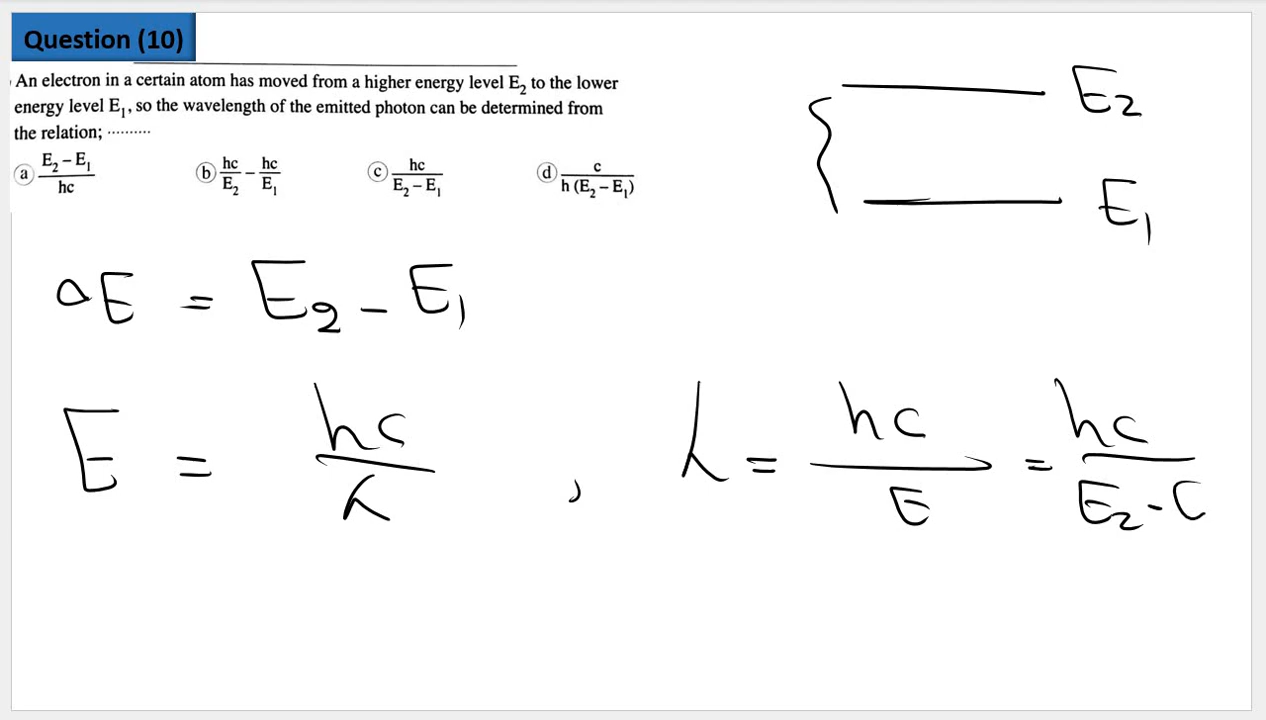 Question (10)
An electron in a certain atom has moved from a higher energy level E₂ to the lower
energy level E₁, so the wavelength of the emitted photon can be determined from
the relation; ..........
ⓐ (E₂ – E₁)/hc ⓑ hc/E₂ – hc/E₁ ⓒ hc/(E₂ – E₁) ⓓ c/(h (E₂ – E₁))
E₂
E₁
ΔE = E₂ – E₁
E = hc/λ , λ = hc/E = hc/E₂ -